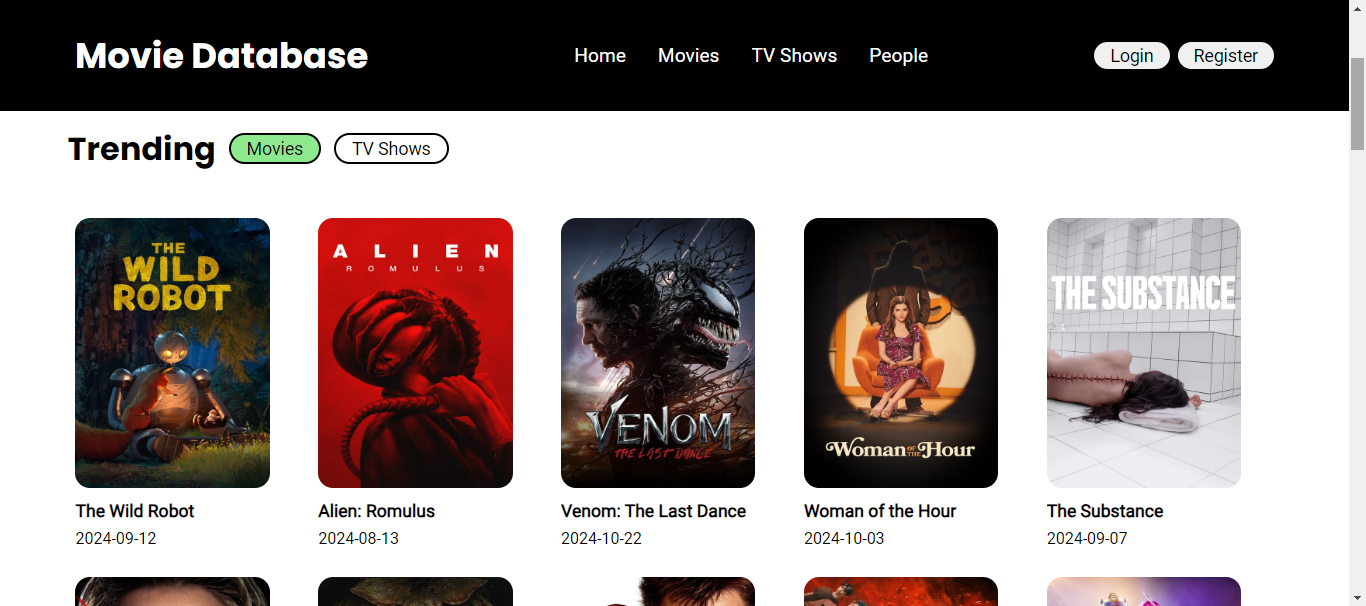 Movie Database
Home Movies TV Shows People
Login Register
Trending Movies TV Shows
THE
WILD
ROBOT
ALIEN
ROMULUS
VENOM
THE LAST DANCE
Woman OF THE Hour
THE SUBSTANCE
The Wild Robot
2024-09-12
Alien: Romulus
2024-08-13
Venom: The Last Dance
2024-10-22
Woman of the Hour
2024-10-03
The Substance
2024-09-07